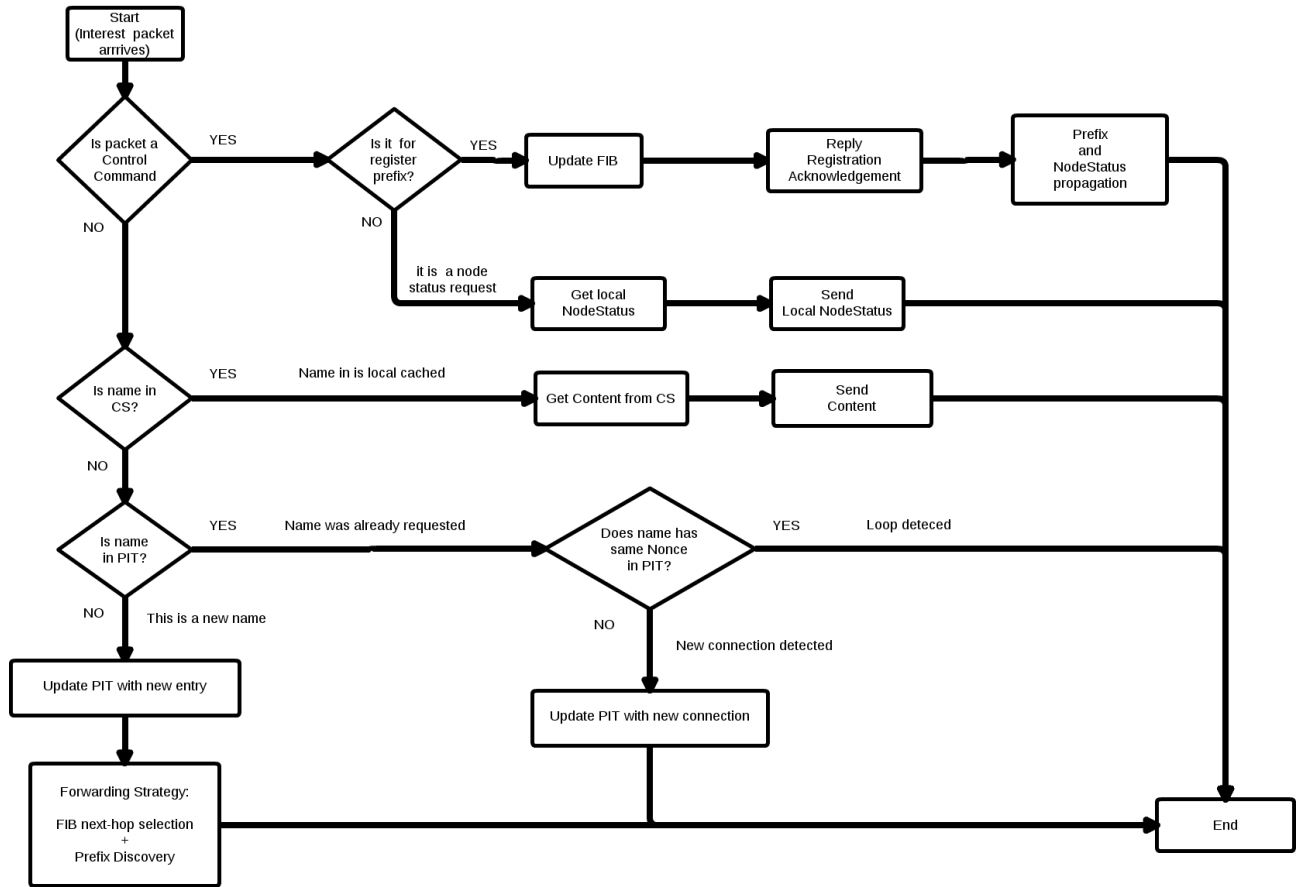 Start
(Interest packet
arrrives)
Is packet a
Control
Command
YES
Is it for
register
prefix?
YES
Update FIB
Reply
Registration
Acknowledgement
Prefix
and
NodeStatus
propagation
NO
NO
it is a node
status request
Get local
NodeStatus
Send
Local NodeStatus
Is name in
CS?
YES
Name in is local cached
Get Content from CS
Send
Content
NO
Is name
in PIT?
YES
Name was already requested
Does name has
same Nonce
in PIT?
YES
Loop deteced
NO
This is a new name
NO
New connection detected
Update PIT with new entry
Update PIT with new connection
Forwarding Strategy:
FIB next-hop selection
+
Prefix Discovery
End